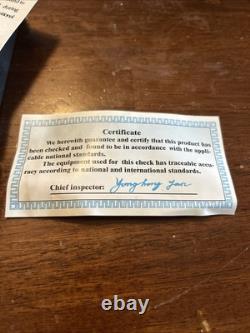 during
Certificate
We herewith guarantee and certify that this product has
been checked and found to be in accordance with the appli-
cable national standards.
The equipment used for this check has traceable accu-
racy according to national and international standards.
Chief inspector: